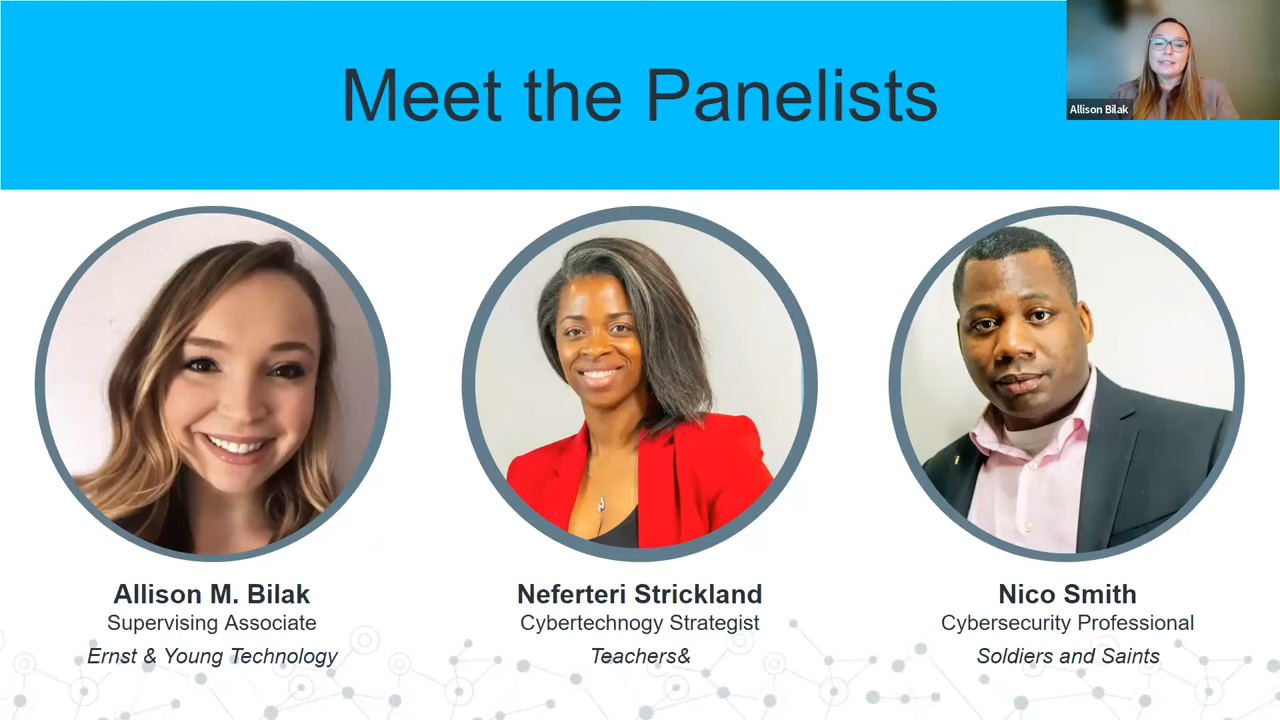 Meet the Panelists
Allison Bilak
Allison M. Bilak
Supervising Associate
Ernst & Young Technology
Neferteri Strickland
Cybertechnogy Strategist
Teachers&
Nico Smith
Cybersecurity Professional
Soldiers and Saints